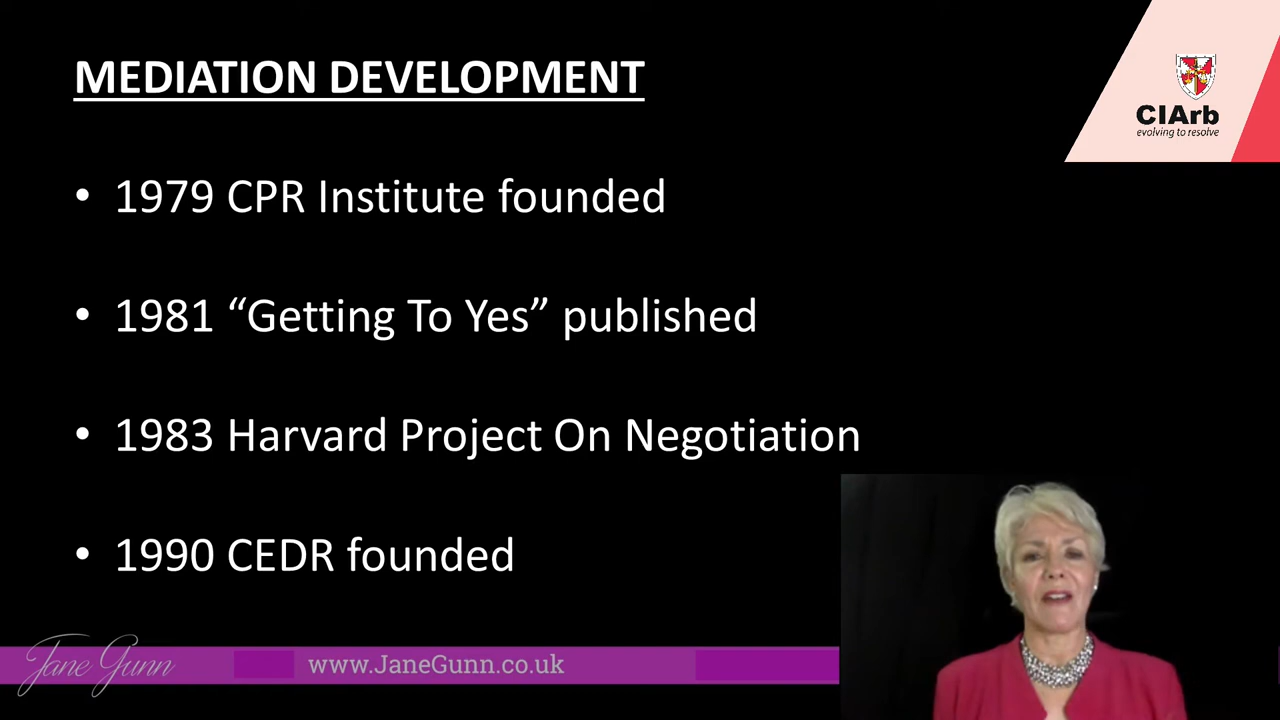 MEDIATION DEVELOPMENT
CIArb
evolving to resolve
• 1979 CPR Institute founded
• 1981 “Getting To Yes” published
• 1983 Harvard Project On Negotiation
• 1990 CEDR founded
Jane Gunn
www.JaneGunn.co.uk